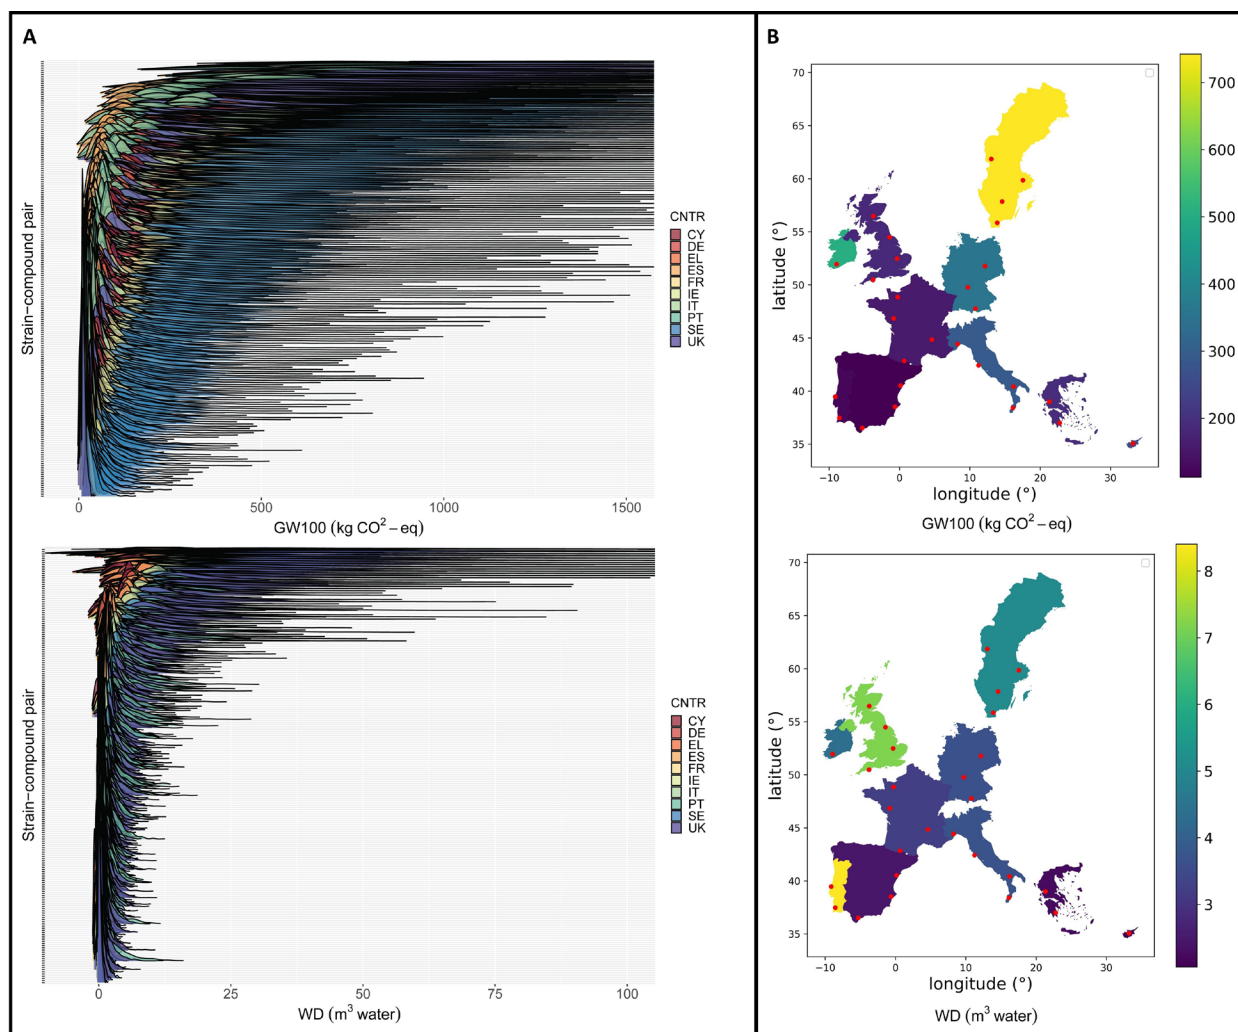 A
Strain−compound pair
CNTR
CY
DE
EL
ES
FR
IE
IT
PT
SE
UK
0
500
1000
1500
GW100 (kg CO² − eq)
Strain−compound pair
CNTR
CY
DE
EL
ES
FR
IE
IT
PT
SE
UK
0
25
50
75
100
WD (m³ water)
B
70
65
60
55
50
45
40
35
latitude (°)
−10
0
10
20
30
longitude (°)
GW100 (kg CO² − eq)
700
600
500
400
300
200
70
65
60
55
50
45
40
35
latitude (°)
−10
0
10
20
30
longitude (°)
WD (m³ water)
8
7
6
5
4
3